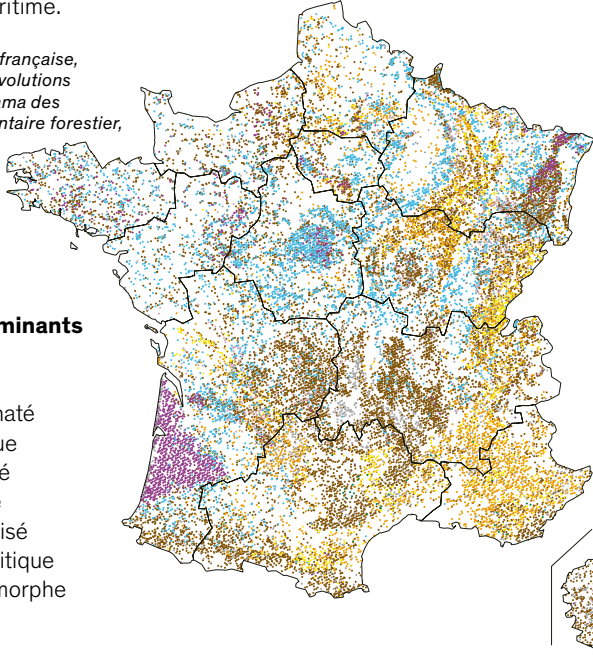 ritime.
française,
volutions
ma des
ntaire forestier,
minants
naté
ue
é
isé
itique
morphe